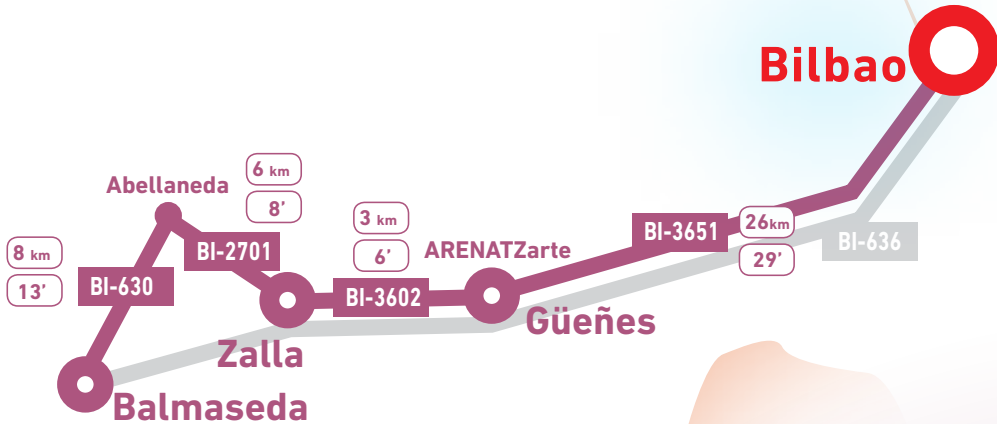 Bilbao
Abellaneda
6 km
8’
3 km
6’
ARENATZarte
BI-3651
26km
29’
BI-636
8 km
13’
BI-630
BI-2701
BI-3602
Güeñes
Zalla
Balmaseda